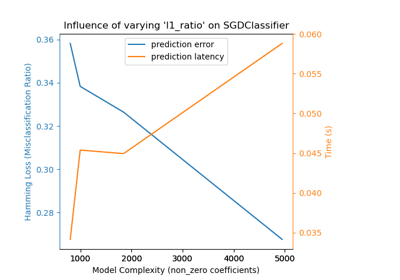 Influence of varying 'l1_ratio' on SGDClassifier
prediction error
prediction latency
Hamming Loss (Misclassification Ratio)
0.36
0.34
0.32
0.30
0.28
0.060
0.055
0.050
0.045
0.040
0.035
Time (s)
1000 2000 3000 4000 5000
Model Complexity (non_zero coefficients)